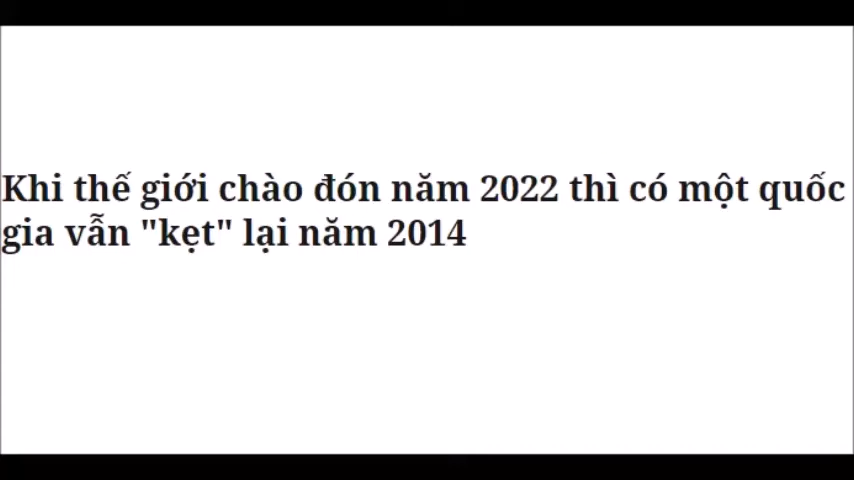 Khi thế giới chào đón năm 2022 thì có một quốc
gia vẫn "kẹt" lại năm 2014